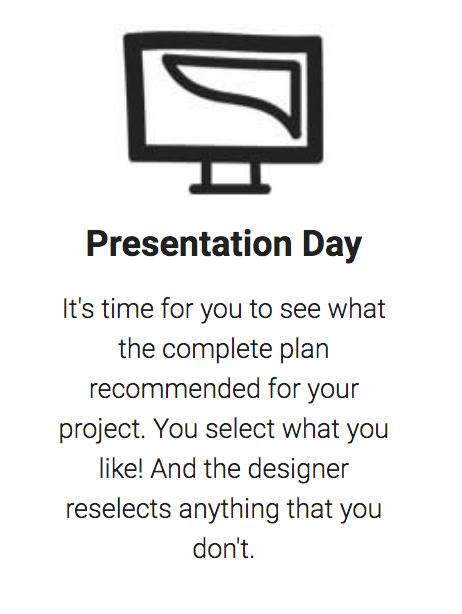 Presentation Day
It's time for you to see what
the complete plan
recommended for your
project. You select what you
like! And the designer
reselects anything that you
don't.